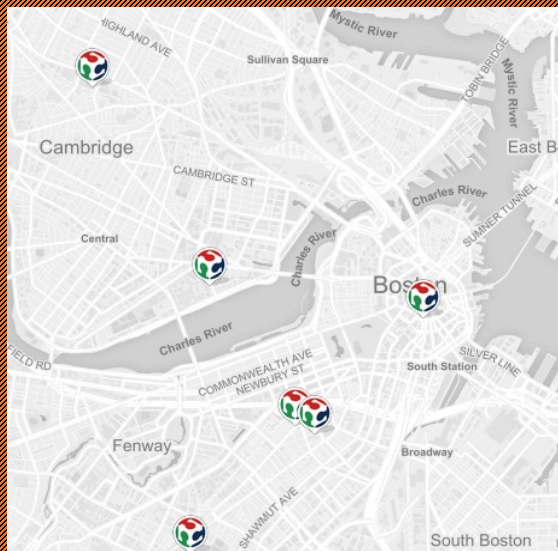 HIGHLAND AVE
Mystic River
Sullivan Square
TOBIN BRIDGE
Mystic River
Cambridge
East B
CAMBRIDGE ST
Charles River
SUMNER TUNNEL
Central
Charles River
Boston
Charles River
FIELD RD
COMMONWEALTH AVE
NEWBURY ST
SILVER LINE
South Station
Fenway
Broadway
SHAWMUT AVE
South Boston